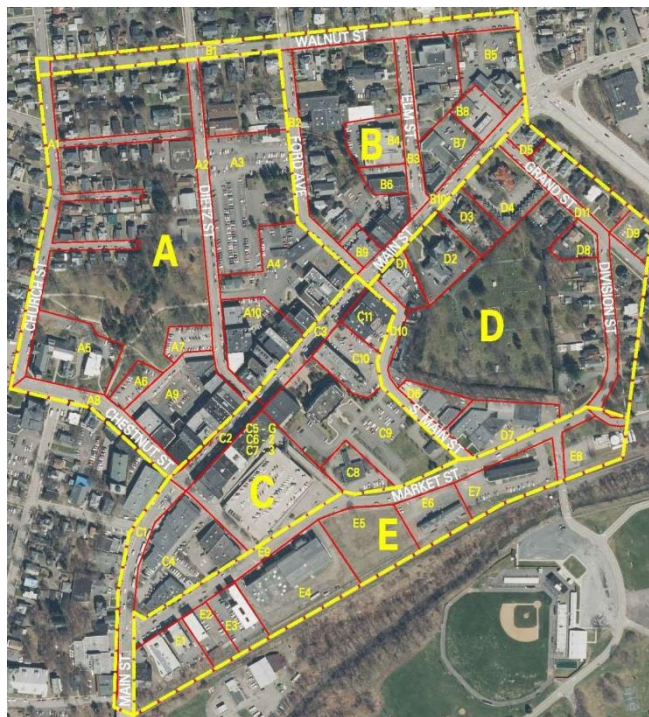 WALNUT ST
B1
B5
ELM ST.
B2
B8
A1
A2
A3
FORD AVE
B
B4
B7
B3
D5
DIETZ ST
B6
GRAND ST
B10
D3
D4
D11
A
A4
B9
MAIN ST
D1
D2
D8
D9
CHURCH ST
DIVISION ST
A10
C3
C11
D10
D
A5
A7
C10
A6
A9
D6
A8
CHESTNUT ST
C5 - G
C6 - 2
C7 - 3
C9
S. MAIN ST
D7
C2
C
C8
MARKET ST.
E8
C1
E5
E
E6
E7
E9
C4
E4
E1
E2
E3
MAIN ST